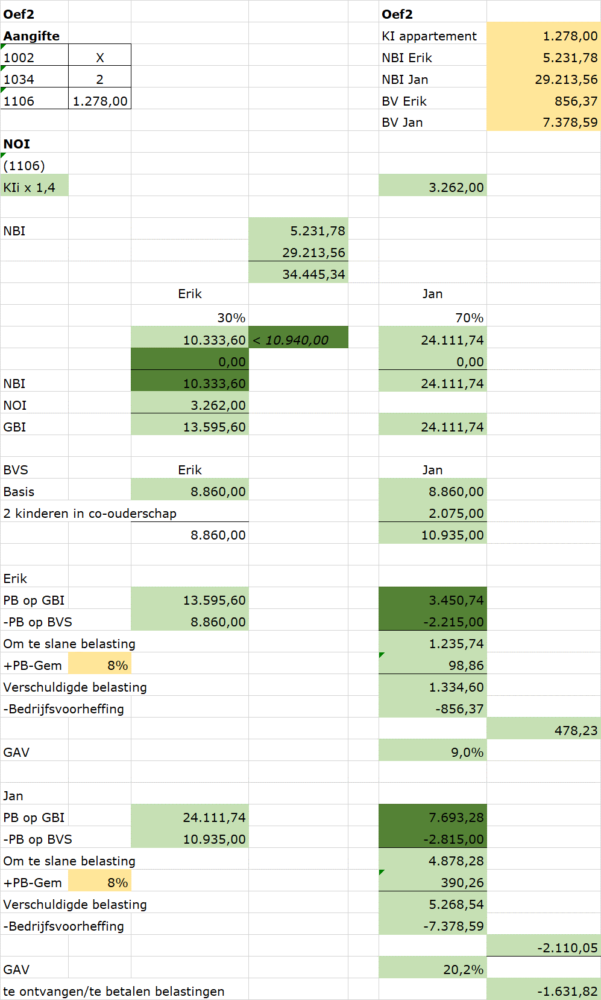 Oef2 Oef2
Aangifte KI appartement 1.278,00
1002 X NBI Erik 5.231,78
1034 2 NBI Jan 29.213,56
1106 1.278,00 BV Erik 856,37
BV Jan 7.378,59
NOI
(1106)
KIi x 1,4 3.262,00
NBI 5.231,78
29.213,56
34.445,34
Erik Jan
30% 70%
10.333,60 < 10.940,00 24.111,74
0,00 0,00
NBI 10.333,60 24.111,74
NOI 3.262,00
GBI 13.595,60 24.111,74
BVS Erik Jan
Basis 8.860,00 8.860,00
2 kinderen in co-ouderschap 2.075,00
8.860,00 10.935,00
Erik
PB op GBI 13.595,60 3.450,74
-PB op BVS 8.860,00 -2.215,00
Om te slane belasting 1.235,74
+PB-Gem 8% 98,86
Verschuldigde belasting 1.334,60
-Bedrijfsvoorheffing -856,37
478,23
GAV 9,0%
Jan
PB op GBI 24.111,74 7.693,28
-PB op BVS 10.935,00 -2.815,00
Om te slane belasting 4.878,28
+PB-Gem 8% 390,26
Verschuldigde belasting 5.268,54
-Bedrijfsvoorheffing -7.378,59
-2.110,05
GAV 20,2%
te ontvangen/te betalen belastingen -1.631,82